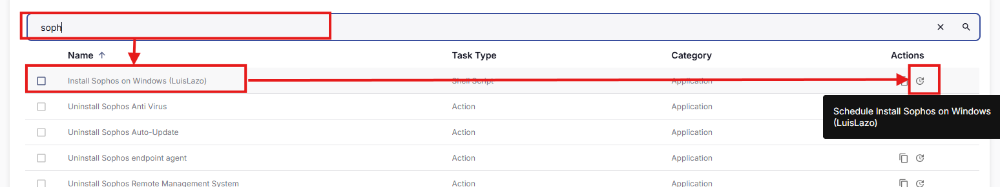 soph
Name Task Type Category Actions
Install Sophos on Windows (LuisLazo) Shell Script Application
Uninstall Sophos Anti Virus Action Application
Schedule Install Sophos on Windows
(LuisLazo)
Uninstall Sophos Auto-Update Action Application
Uninstall Sophos endpoint agent Action Application
Uninstall Sophos Remote Management System Action Application